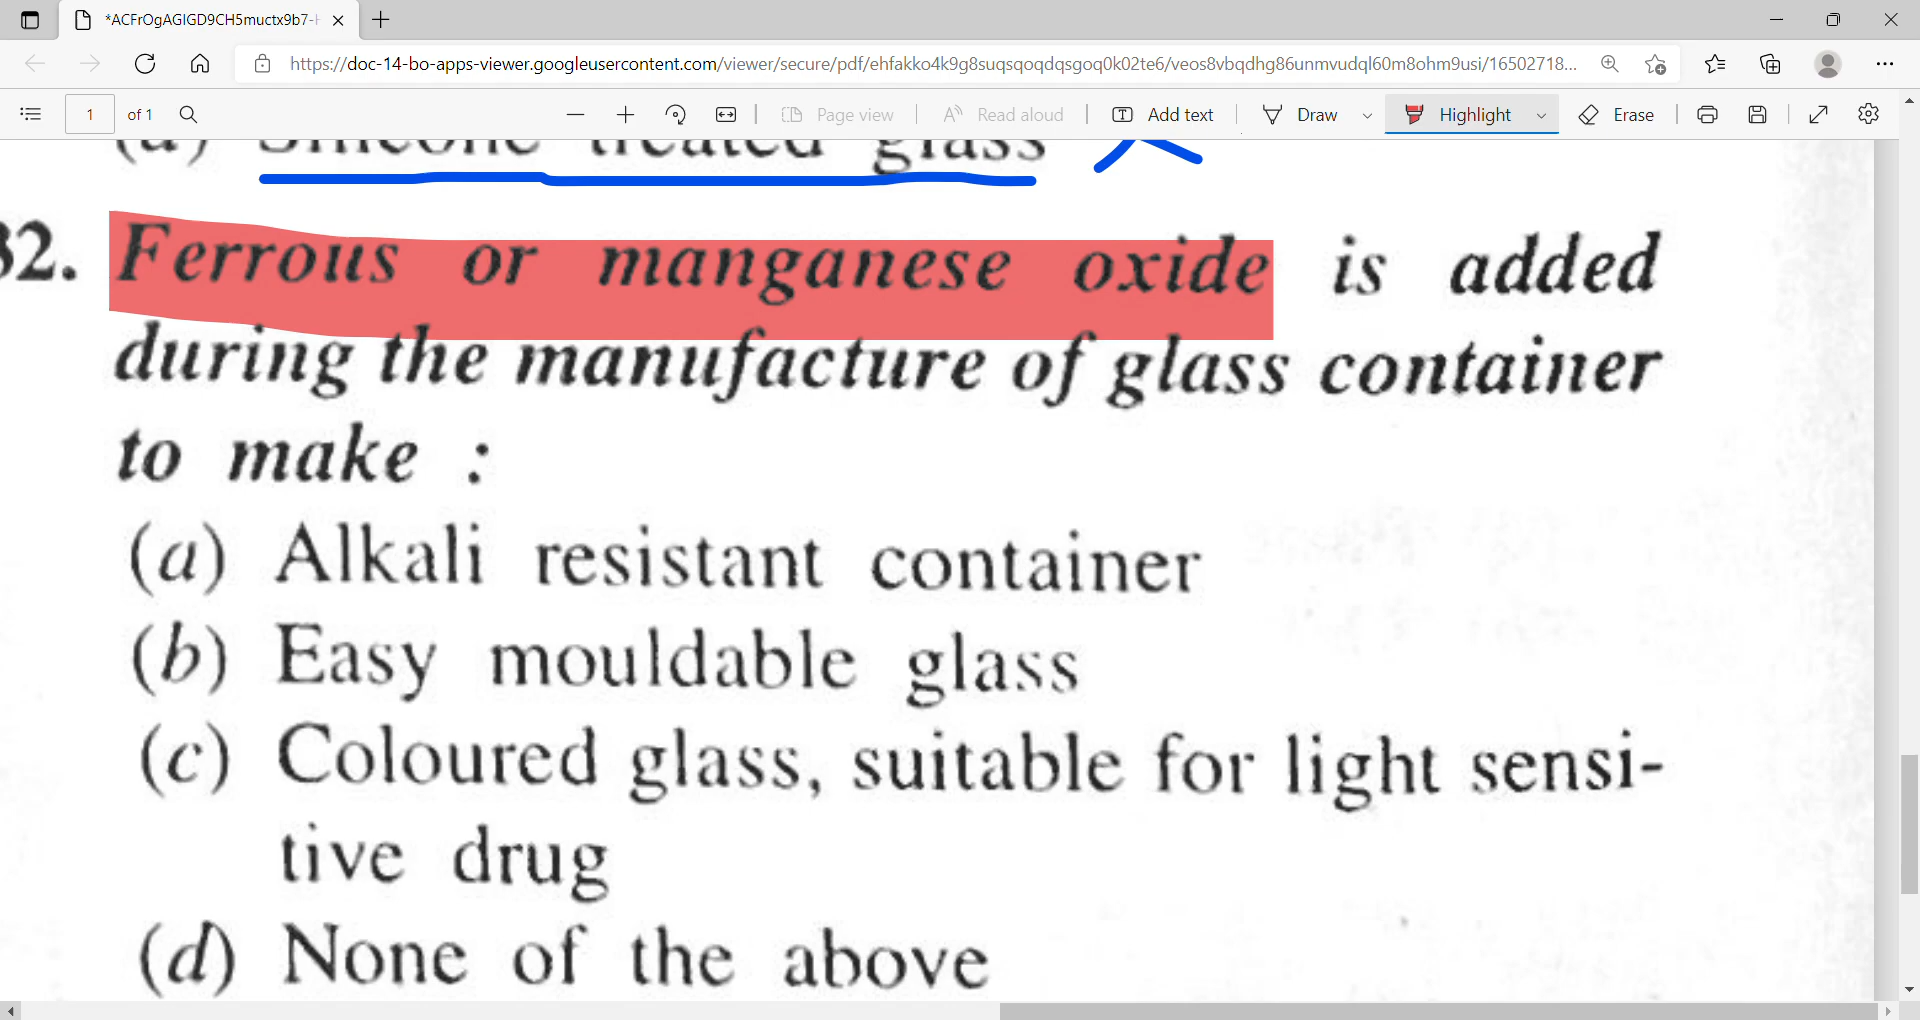 *ACFrOgAGIGD9CH5muctx9b7-
https://doc-14-bo-apps-viewer.googleusercontent.com/viewer/secure/pdf/ehfakko4k9g8suqsqoqdqsgoq0k02te6/veos8vbqdhg86unmvudql60m8ohm9usi/16502718...
1 of 1 Page view Read aloud Add text Draw Highlight Erase
(d) Silicone treated glass
32. Ferrous or manganese oxide is added
during the manufacture of glass container
to make :
(a) Alkali resistant container
(b) Easy mouldable glass
(c) Coloured glass, suitable for light sensi-
tive drug
(d) None of the above